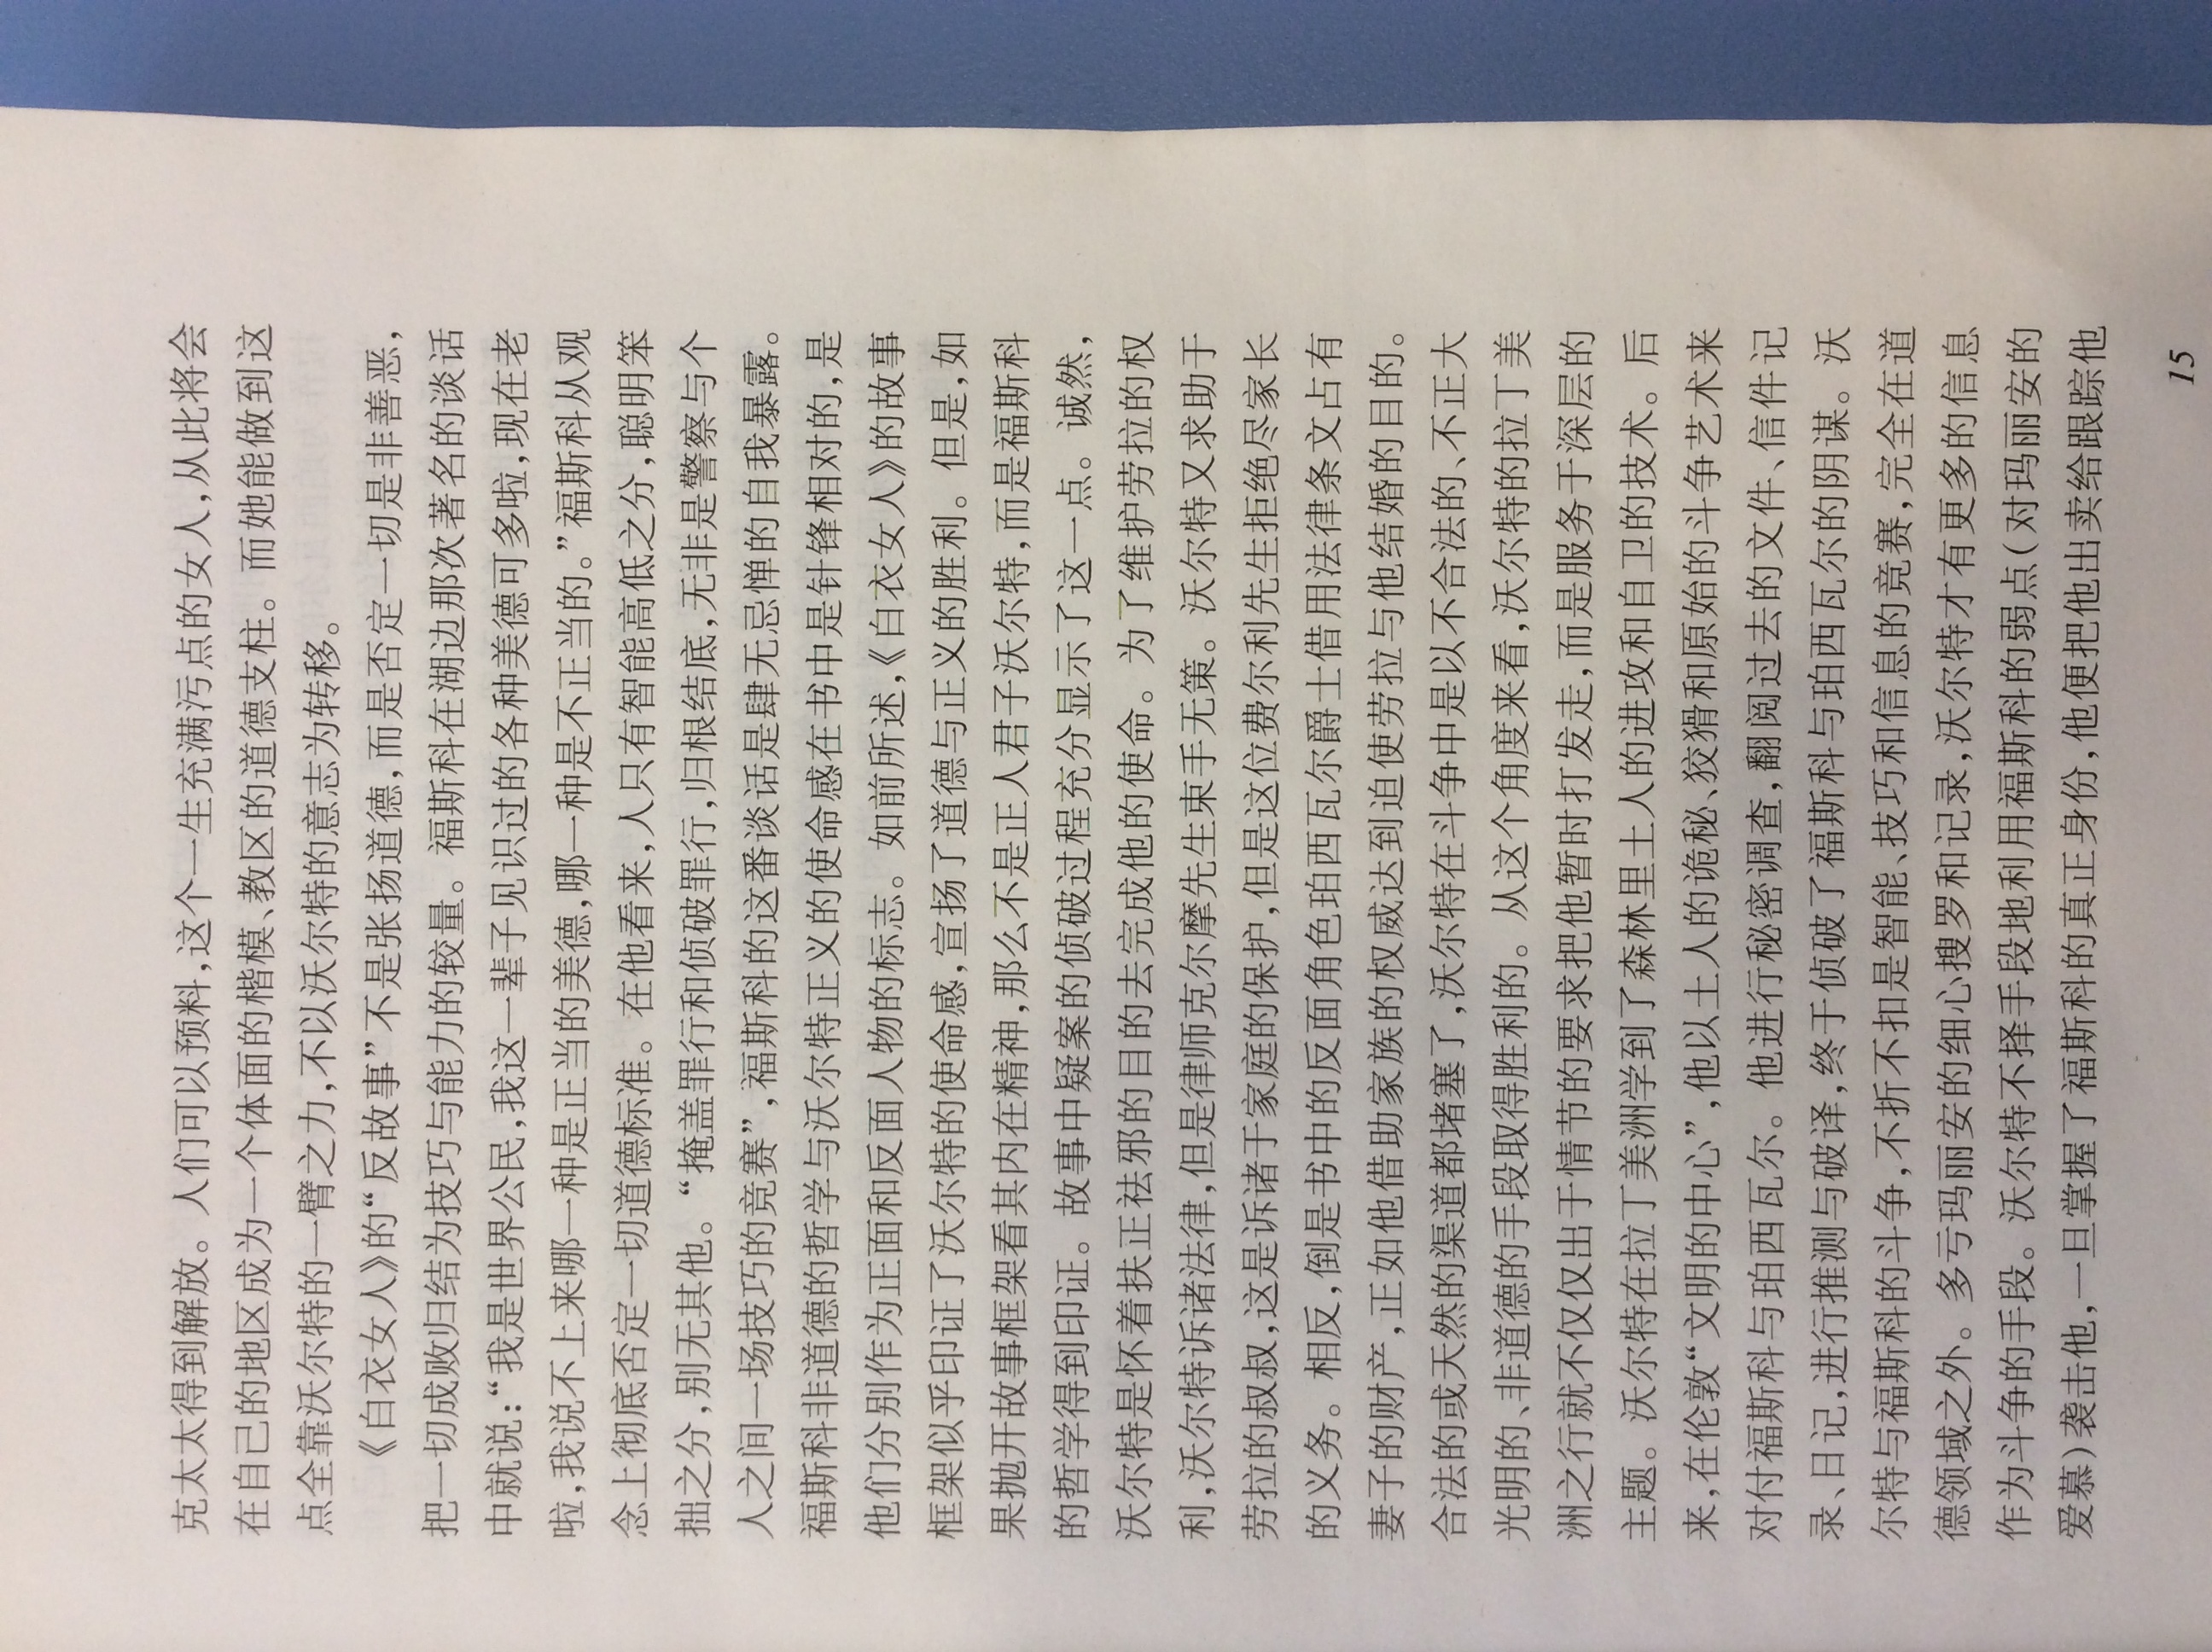 克太太得到解放。人们可以预料,这个一生充满污点的女人,从此将会
在自己的地区成为一个体面的楷模、教区的道德支柱。而她能做到这
点全靠沃尔特的一臂之力,不以沃尔特的意志为转移。
《白衣女人》的“反故事”不是张扬道德,而是否定一切是非善恶,
把一切成败归结为技巧与能力的较量。福斯科在湖边那次著名的谈话
中就说:“我是世界公民,我这一辈子见识过的各种美德可多啦,现在老
啦,我说不上来哪一种是正当的美德,哪一种是不正当的。”福斯科从观
念上彻底否定一切道德标准。在他看来,人只有智能高低之分,聪明笨
拙之分,别无其他。“掩盖罪行和侦破罪行,归根结底,无非是警察与个
人之间一场技巧的竞赛”,福斯科的这番谈话是肆无忌惮的自我暴露。
福斯科非道德的哲学与沃尔特正义的使命感在书中是针锋相对的,是
他们分别作为正面和反面人物的标志。如前所述,《白衣女人》的故事
框架似乎印证了沃尔特的使命感,宣扬了道德与正义的胜利。但是,如
果抛开故事框架看其内在精神,那么不是正人君子沃尔特,而是福斯科
的哲学得到印证。故事中疑案的侦破过程充分显示了这一点。诚然,
沃尔特是怀着扶正祛邪的目的去完成他的使命。为了维护劳拉的权
利,沃尔特诉诸法律,但是律师克尔摩先生束手无策。沃尔特又求助于
劳拉的叔叔,这是诉诸于家庭的保护,但是这位费尔利先生拒绝尽家长
的义务。相反,倒是书中的反面角色珀西瓦尔爵士借用法律条文占有
妻子的财产,正如他借助家族的权威达到迫使劳拉与他结婚的目的。
合法的或天然的渠道都堵塞了,沃尔特在斗争中是以不合法的、不正大
光明的、非道德的手段取得胜利的。从这个角度来看,沃尔特的拉丁美
洲之行就不仅仅出于情节的要求把他暂时打发走,而是服务于深层的
主题。沃尔特在拉丁美洲学到了森林里土人的进攻和自卫的技术。后
来,在伦敦“文明的中心”,他以土人的诡秘、狡猾和原始的斗争艺术来
对付福斯科与珀西瓦尔。他进行秘密调查,翻阅过去的文件、信件记
录、日记,进行推测与破译,终于侦破了福斯科与珀西瓦尔的阴谋。沃
尔特与福斯科的斗争,不折不扣是智能、技巧和信息的竞赛,完全在道
德领域之外。多亏玛丽安的细心搜罗和记录,沃尔特才有更多的信息
作为斗争的手段。沃尔特不择手段地利用福斯科的弱点(对玛丽安的
爱慕)袭击他,一旦掌握了福斯科的真正身份,他便把他出卖给跟踪他
15